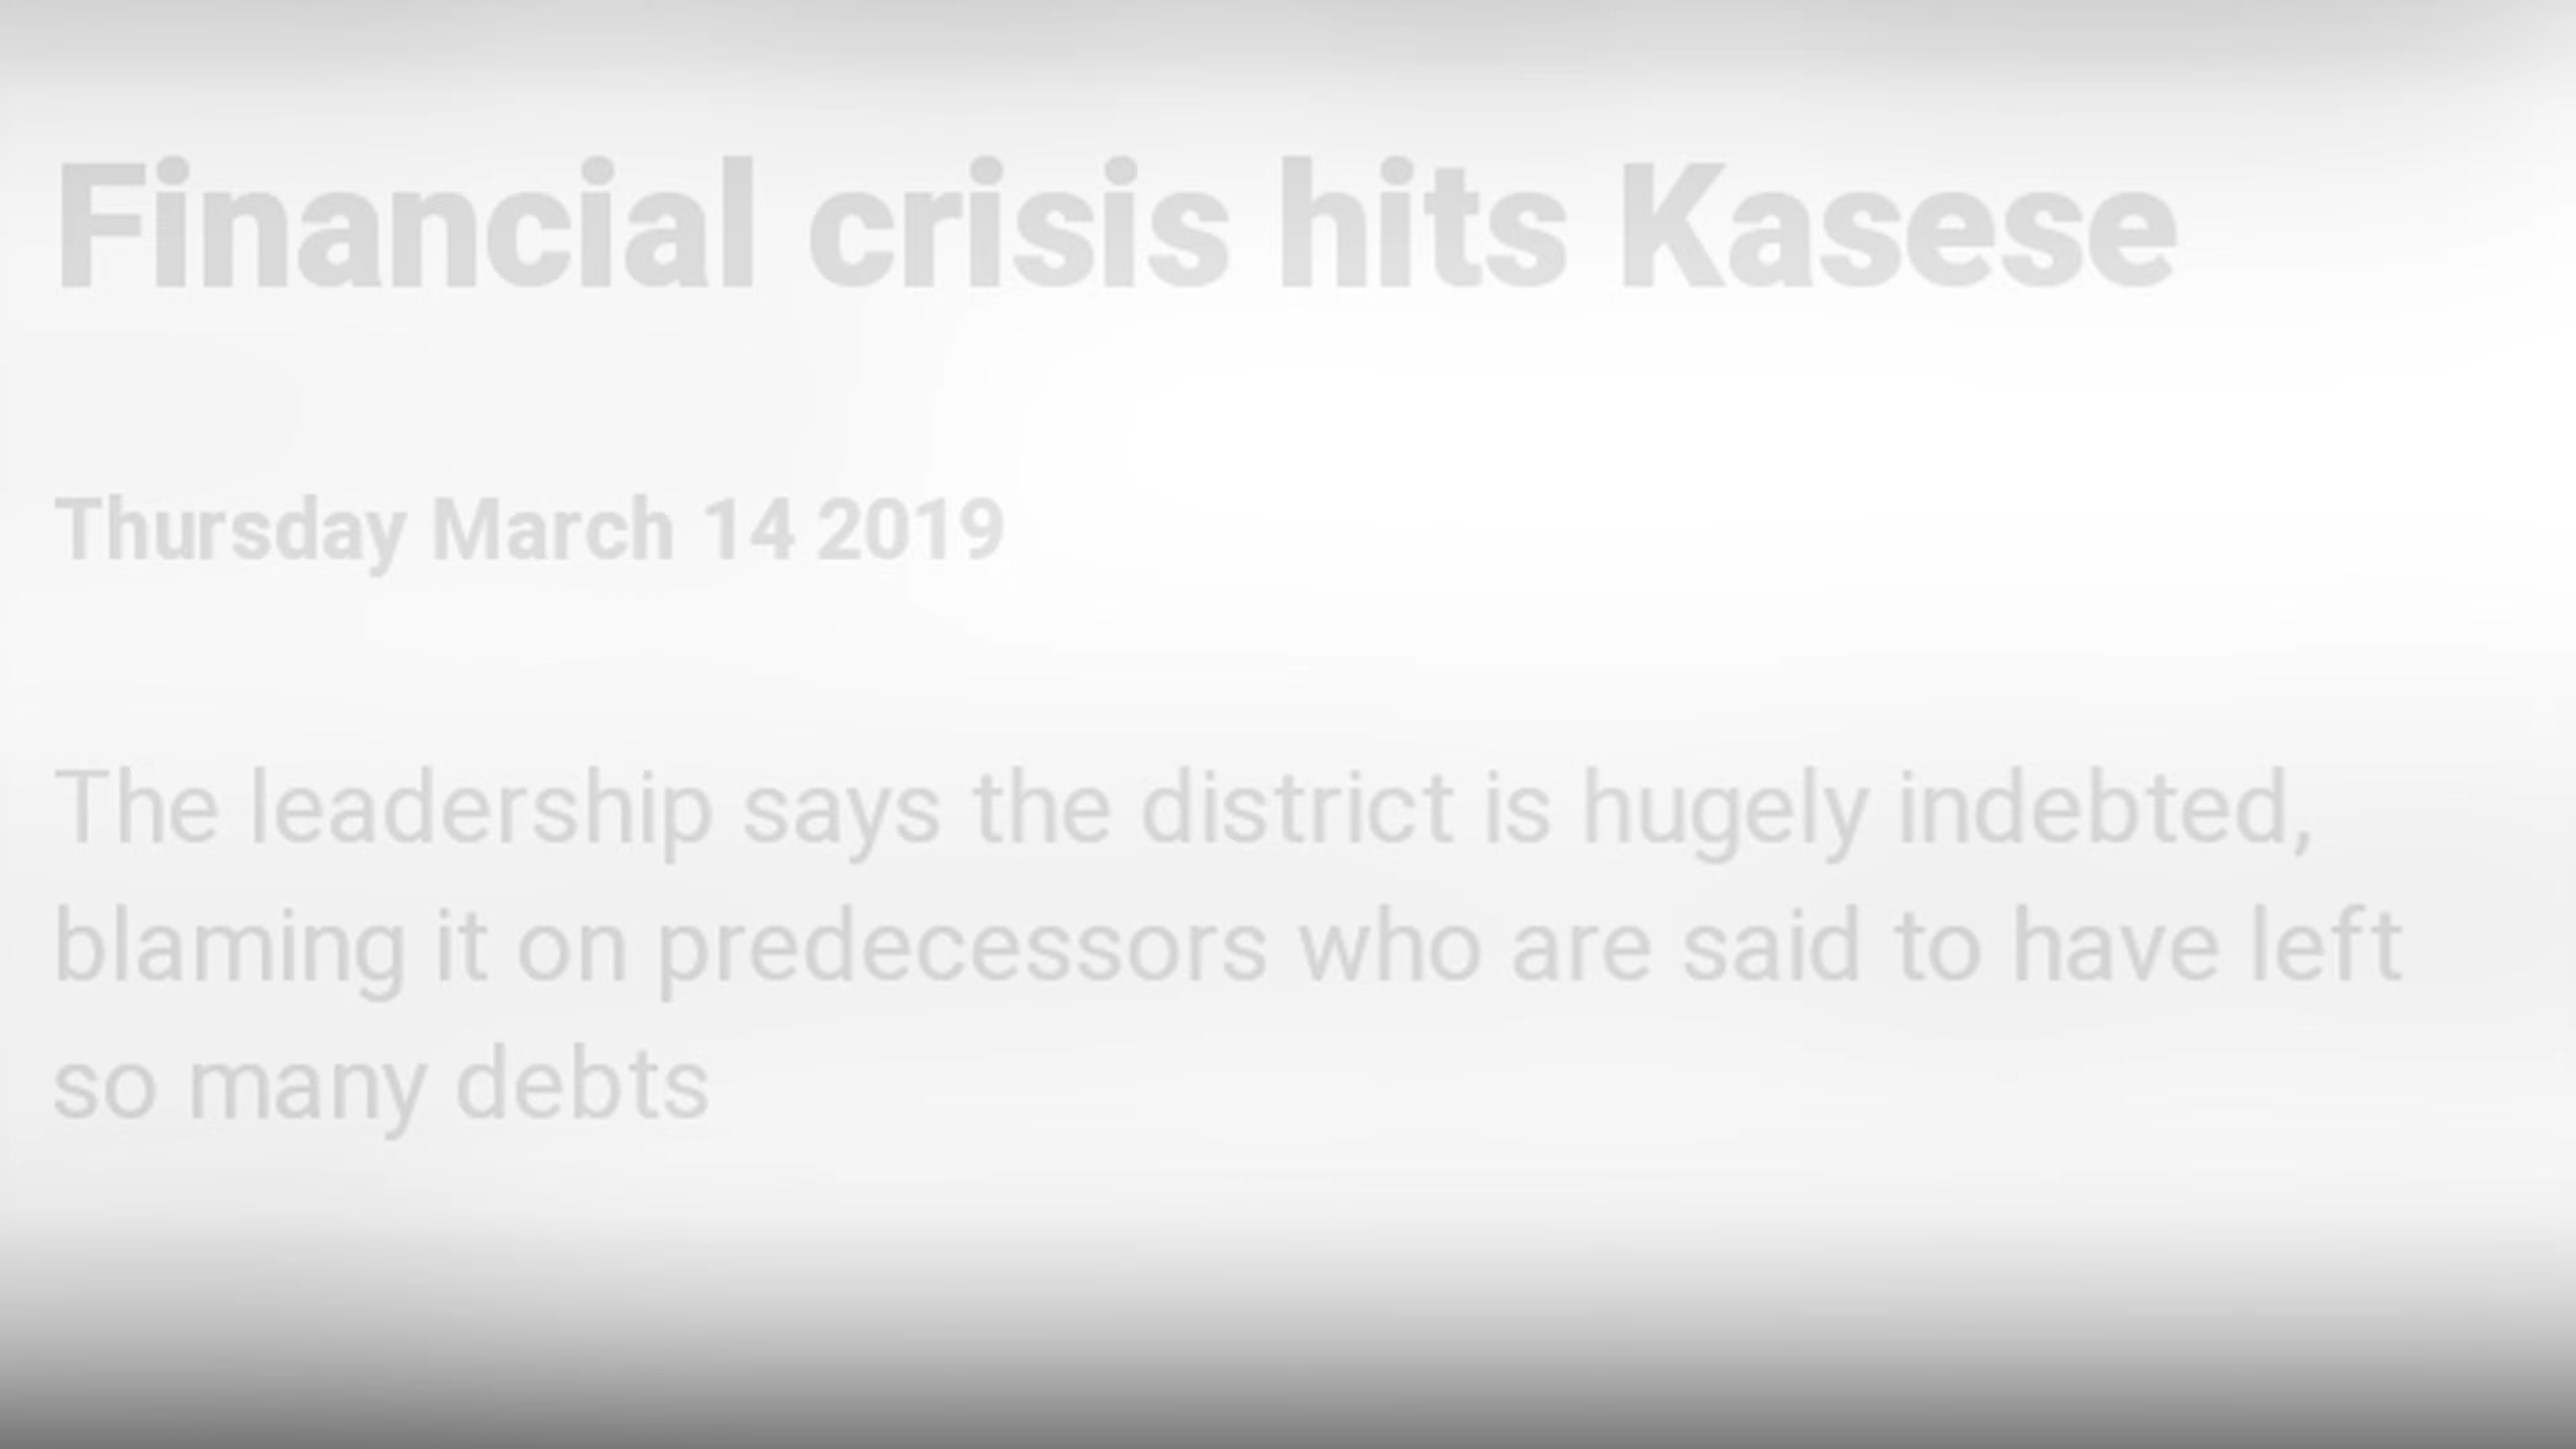 Financial crisis hits Kasese
Thursday March 14 2019
The leadership says the district is hugely indebted,
blaming it on predecessors who are said to have left
so many debts